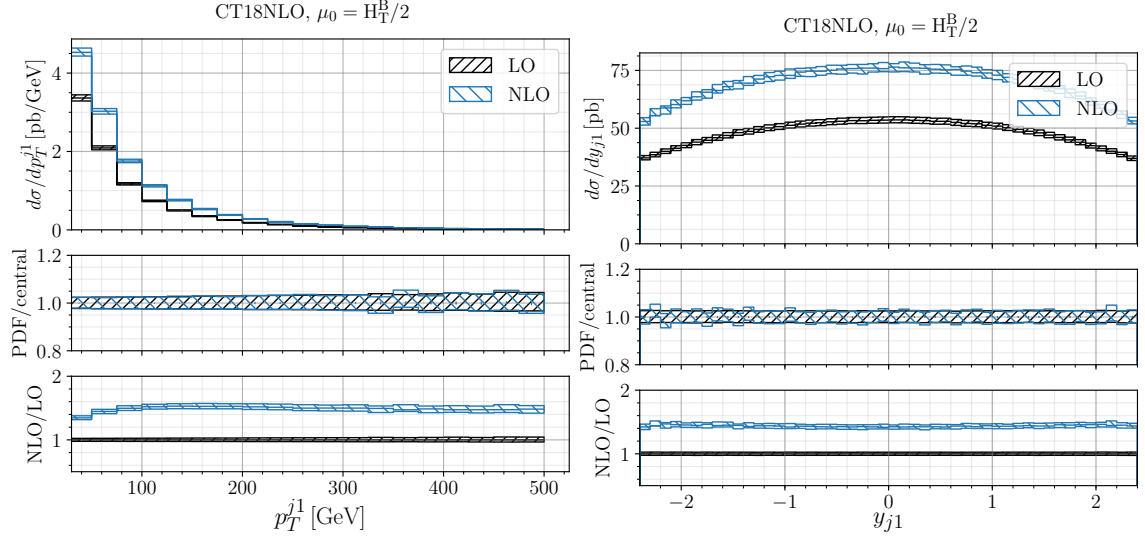 CT18NLO, μ₀ = H_T^B/2
dσ/dp_T^{j1} [pb/GeV]
4
2
0
LO
NLO
PDF/central
1.2
1.0
0.8
NLO/LO
2
1
100 200 300 400 500
p_T^{j1} [GeV]
CT18NLO, μ₀ = H_T^B/2
dσ/dy_{j1} [pb]
75
50
25
0
LO
NLO
PDF/central
1.2
1.0
0.8
NLO/LO
2
1
−2 −1 0 1 2
y_{j1}